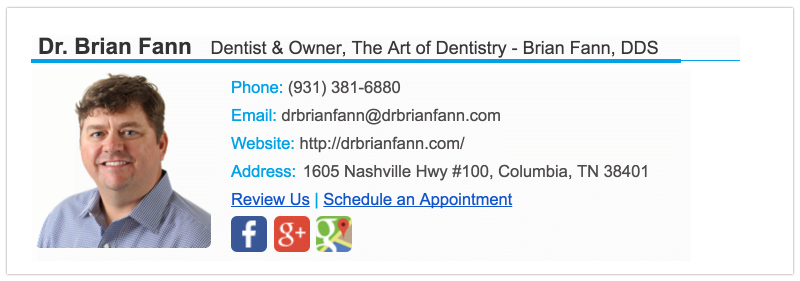 Dr. Brian Fann Dentist & Owner, The Art of Dentistry - Brian Fann, DDS
Phone: (931) 381-6880
Email: drbrianfann@drbrianfann.com
Website: http://drbrianfann.com/
Address: 1605 Nashville Hwy #100, Columbia, TN 38401
Review Us | Schedule an Appointment
f g+ g